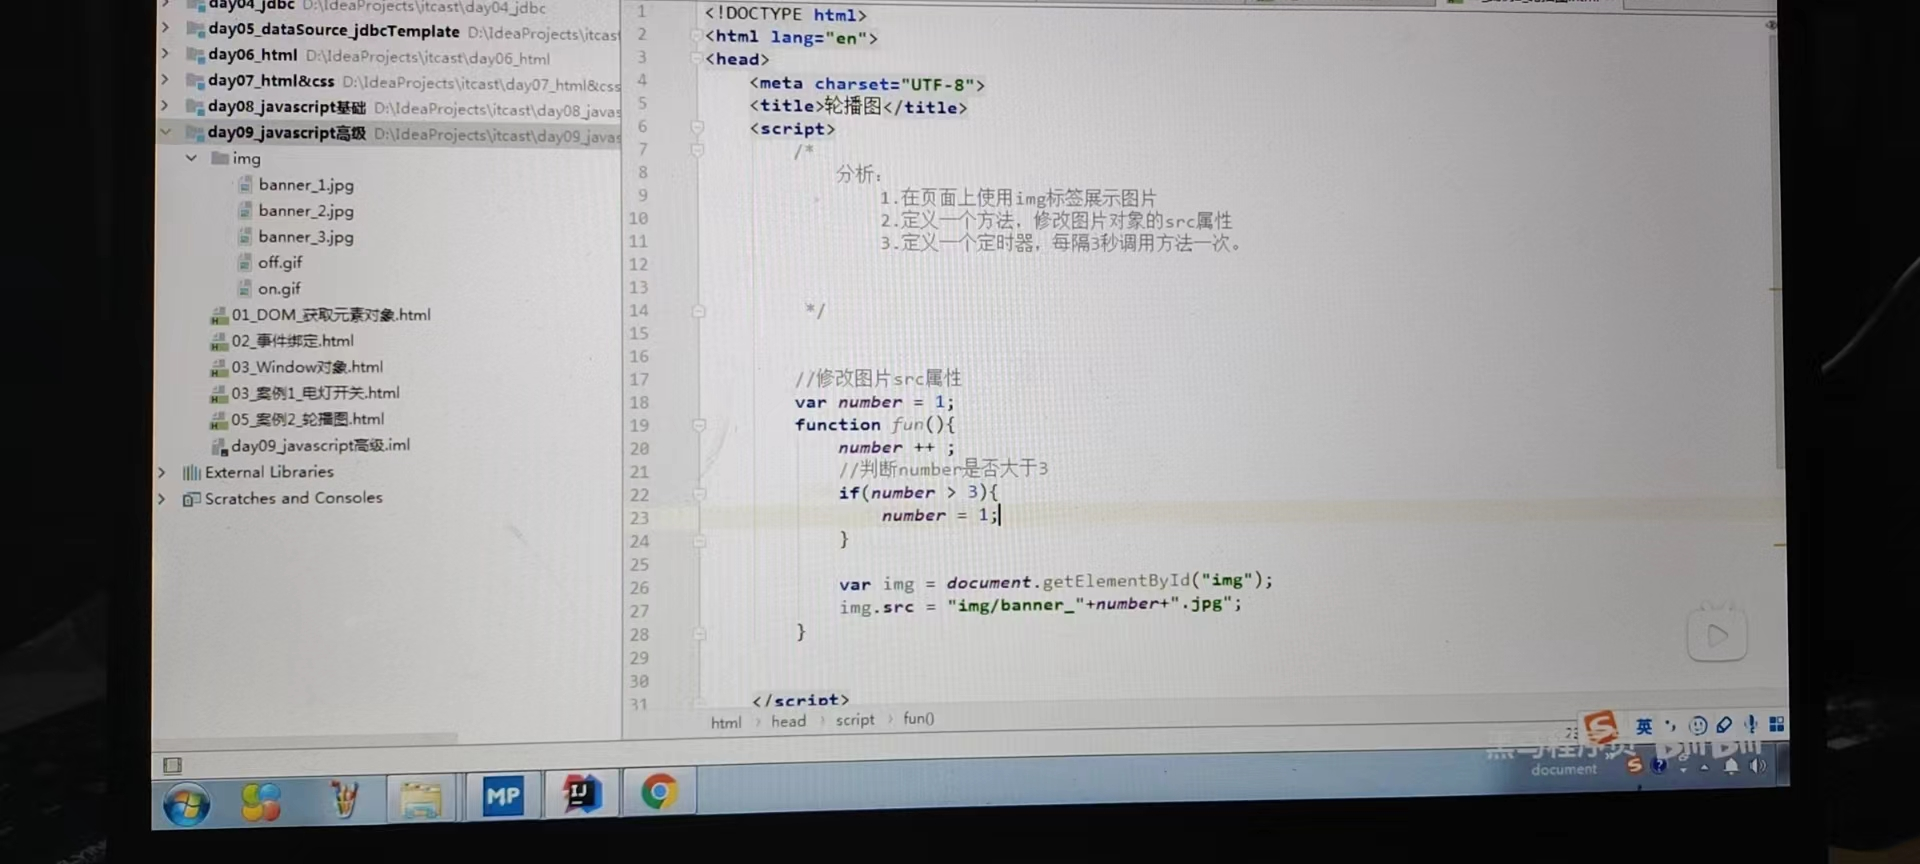 day04_jdbc D:\IdeaProjects\itcast\day04_jdbc
day05_dataSource_jdbcTemplate D:\IdeaProjects\itcast
day06_html D:\IdeaProjects\itcast\day06_html
day07_html&css D:\IdeaProjects\itcast\day07_html&css
day08_javascript基础 D:\IdeaProjects\itcast\day08_javas
day09_javascript高级 D:\IdeaProjects\itcast\day09_javas
img
banner_1.jpg
banner_2.jpg
banner_3.jpg
off.gif
on.gif
01_DOM_获取元素对象.html
02_事件绑定.html
03_Window对象.html
03_案例1_电灯开关.html
05_案例2_轮播图.html
day09_javascript高级.iml
External Libraries
Scratches and Consoles
1 <!DOCTYPE html>
2 <html lang="en">
3 <head>
4 <meta charset="UTF-8">
5 <title>轮播图</title>
6 <script>
7 /*
8 分析:
9 1.在页面上使用img标签展示图片
10 2.定义一个方法，修改图片对象的src属性
11 3.定义一个定时器，每隔3秒调用方法一次。
12
13
14 */
15
16
17 //修改图片src属性
18 var number = 1;
19 function fun(){
20 number ++ ;
21 //判断number是否大于3
22 if(number > 3){
23 number = 1;
24 }
25
26 var img = document.getElementById("img");
27 img.src = "img/banner_"+number+".jpg";
28 }
29
30
31 </script>
html › head › script › fun()
英
黑马程序员 bilibili
document
MP
IJ